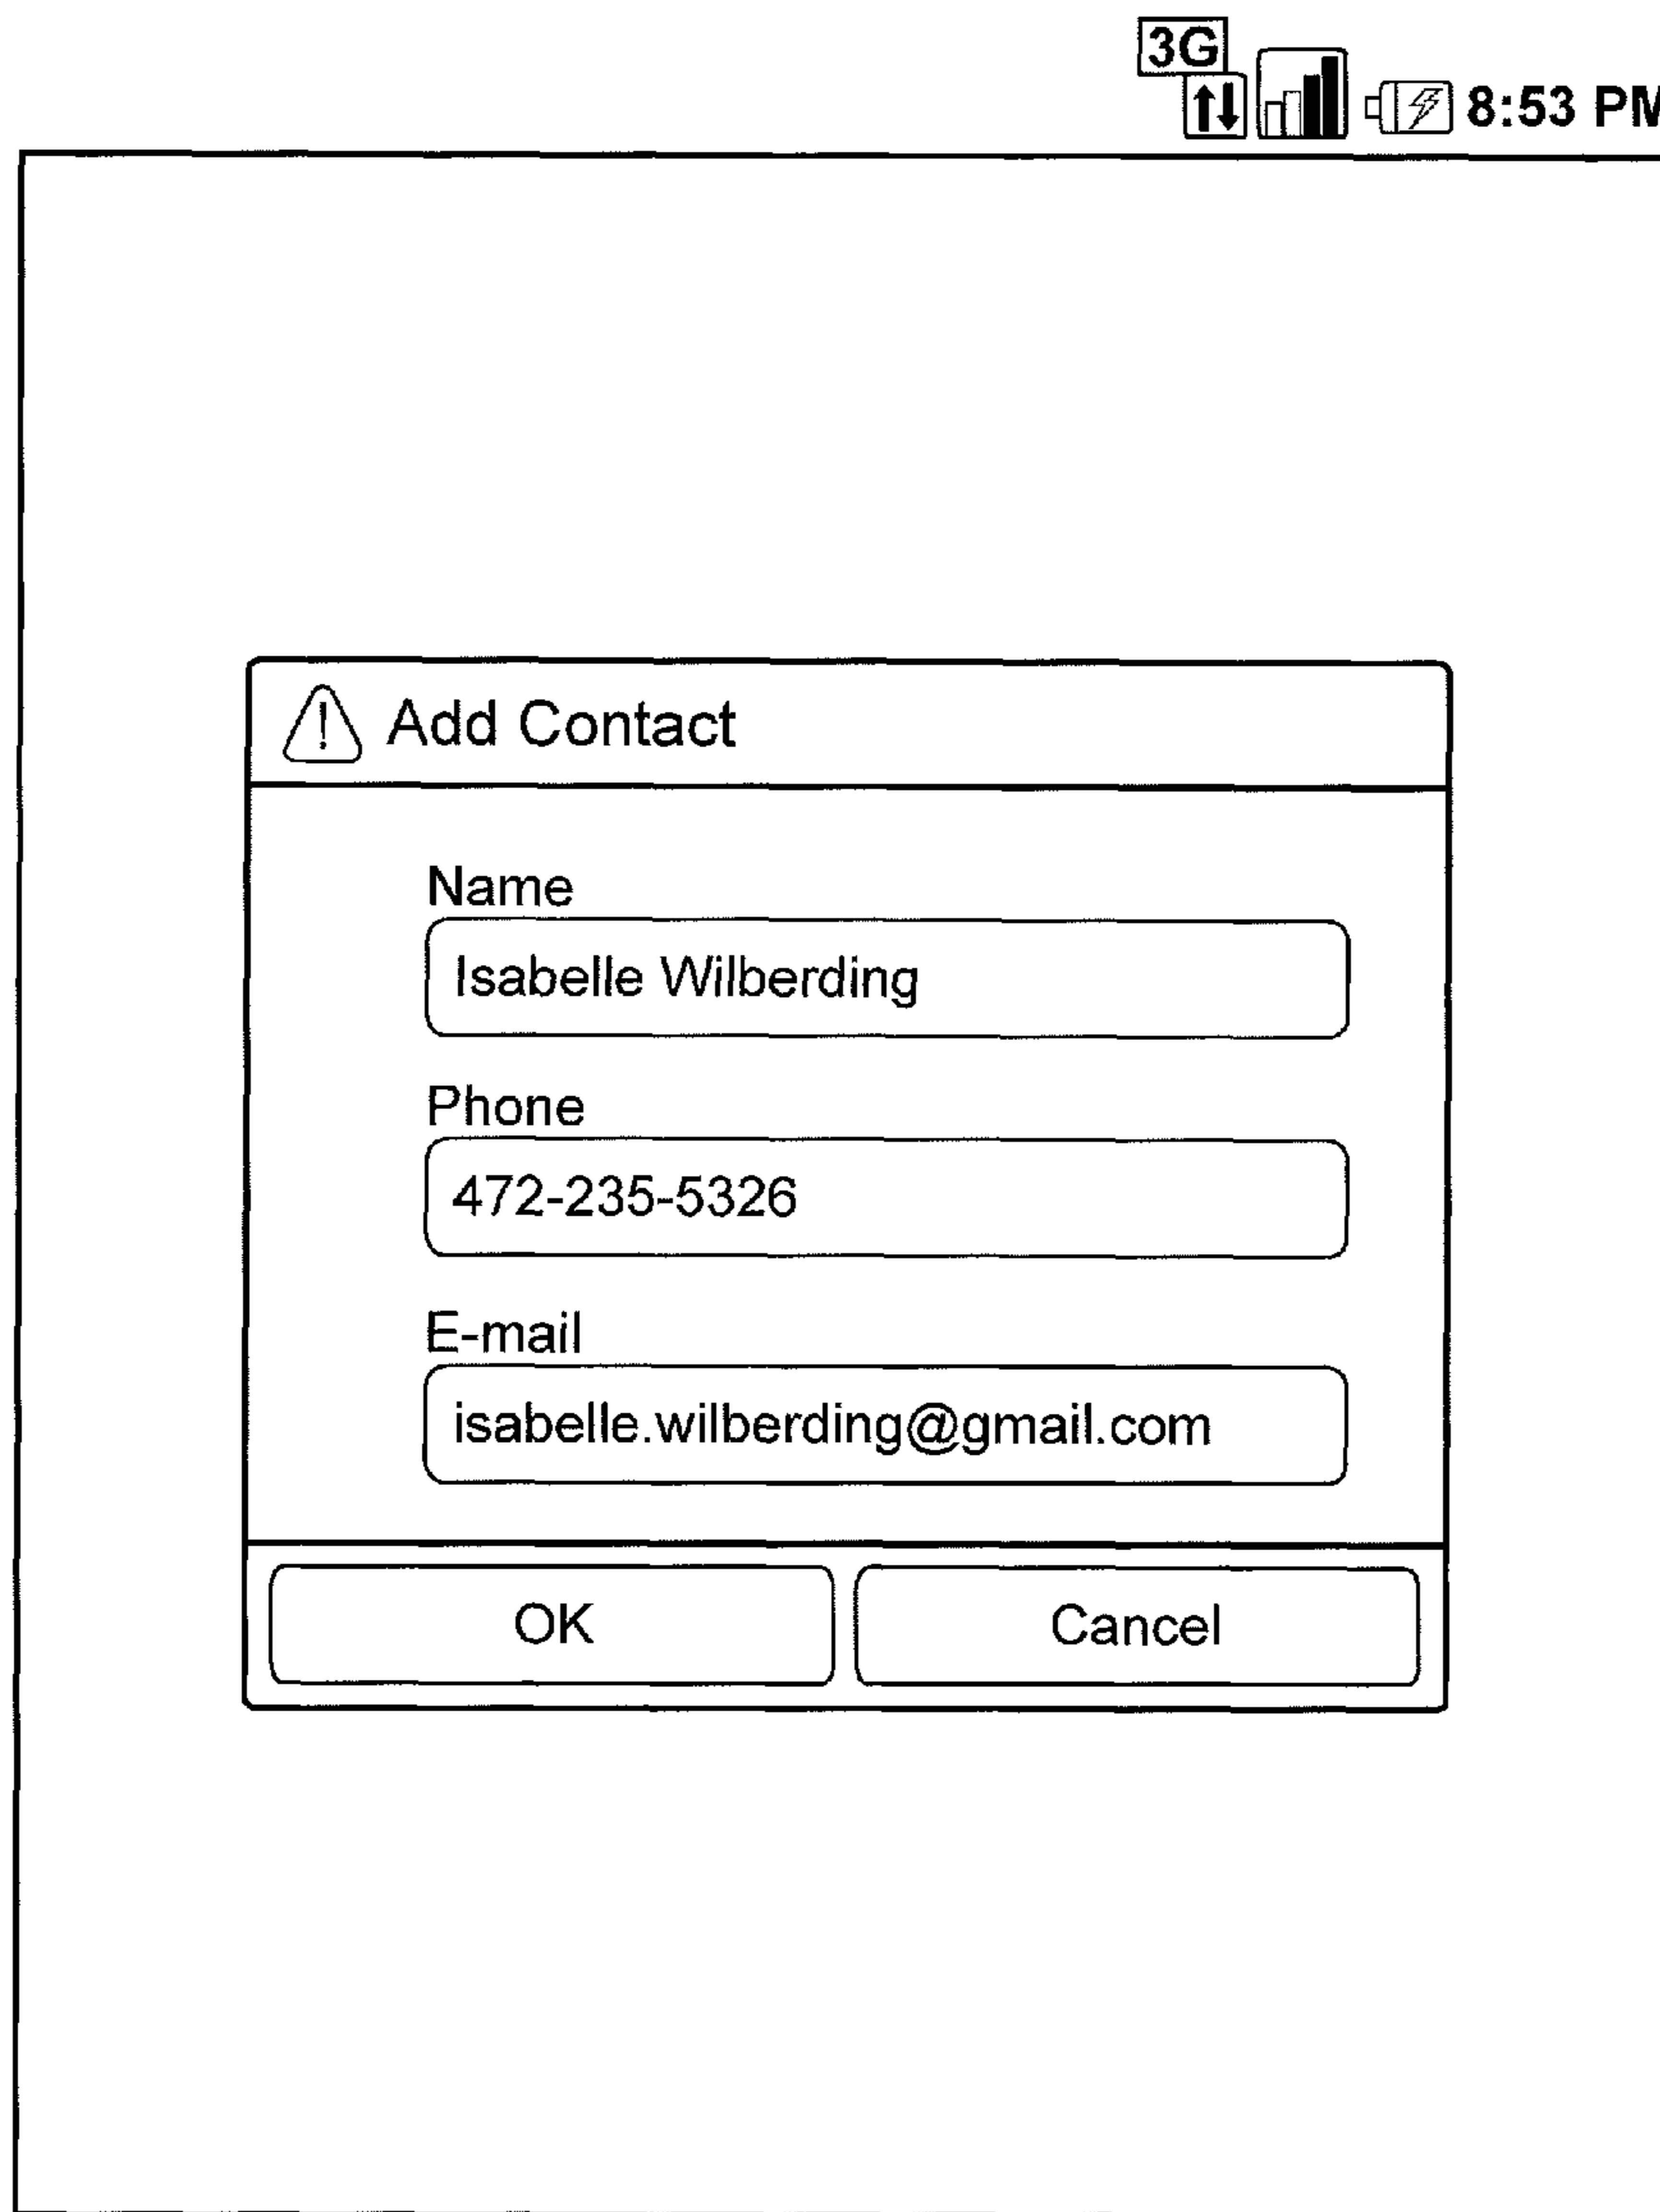 3G
8:53 PM
Add Contact
Name
Isabelle Wilberding
Phone
472-235-5326
E-mail
isabelle.wilberding@gmail.com
OK
Cancel